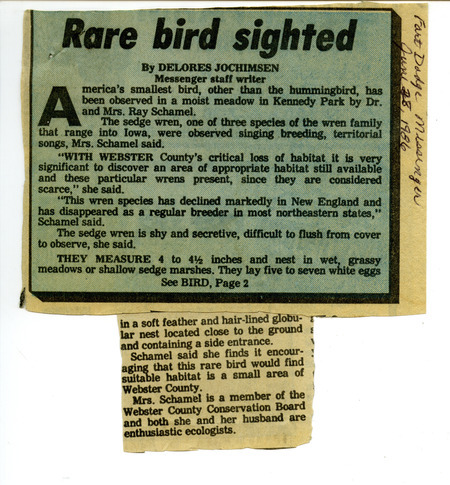 Rare bird sighted
By DELORES JOCHIMSEN
Messenger staff writer
America's smallest bird, other than the hummingbird, has
been observed in a moist meadow in Kennedy Park by Dr.
and Mrs. Ray Schamel.
The sedge wren, one of three species of the wren family
that range into Iowa, were observed singing breeding, territorial
songs, Mrs. Schamel said.
"WITH WEBSTER County's critical loss of habitat it is very
significant to discover an area of appropriate habitat still available
and these particular wrens present, since they are considered
scarce," she said.
"This wren species has declined markedly in New England and
has disappeared as a regular breeder in most northeastern states,"
Schamel said.
The sedge wren is shy and secretive, difficult to flush from cover
to observe, she said.
THEY MEASURE 4 to 4½ inches and nest in wet, grassy
meadows or shallow sedge marshes. They lay five to seven white eggs
See BIRD, Page 2
in a soft feather and hair-lined globu-
lar nest located close to the ground
and containing a side entrance.
Schamel said she finds it encour-
aging that this rare bird would find
suitable habitat is a small area of
Webster County.
Mrs. Schamel is a member of the
Webster County Conservation Board
and both she and her husband are
enthusiastic ecologists.
Fort Dodge Messenger
28 1986